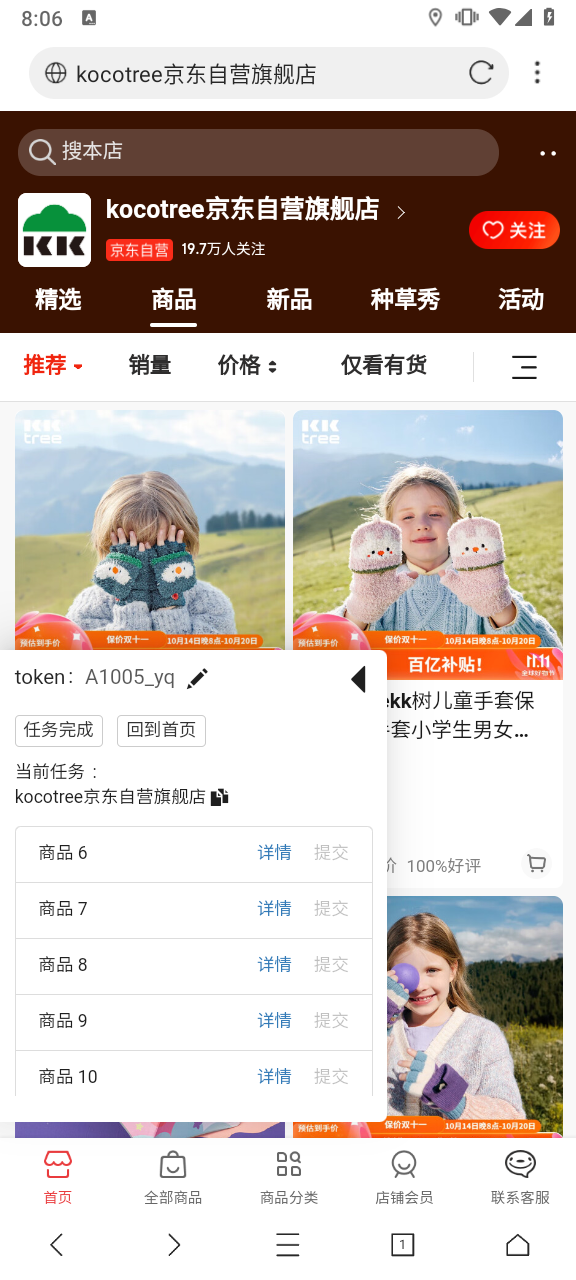 8:06
A
kocotree京东自营旗舰店
搜本店
KK
kocotree京东自营旗舰店
京东自营 19.7万人关注
关注
精选 商品 新品 种草秀 活动
推荐 销量 价格 仅看有货
KK tree
KK tree
预估到手价 保价双十一 10月14日晚8点-10月20日
预估到手价 保价双十一 10月14日晚8点-10月20日
百亿补贴! 11.11 全球好物节
token: A1005_yq
ekk树儿童手套保
手套小学生男女...
任务完成 回到首页
当前任务 :
kocotree京东自营旗舰店
商品 6 详情 提交
价 100%好评
商品 7 详情 提交
商品 8 详情 提交
商品 9 详情 提交
商品 10 详情 提交
预估到手价 保价双十一 10月14日晚8点-10月20日
首页 全部商品 商品分类 店铺会员 联系客服
1